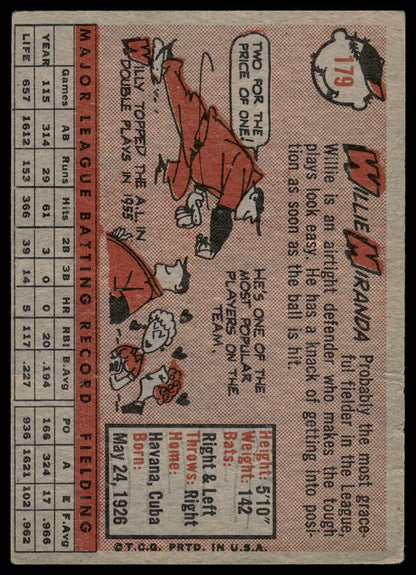 179
WILLIE MIRANDA
Probably the most grace-
ful fielder in the League,
Willie is an airtight defender who makes the tough
plays look easy. He has a knack of getting into posi-
tion as soon as the ball is hit.
TWO FOR THE
PRICE OF ONE!
WILLY TOPPED THE A.L. IN
DOUBLE PLAYS IN 1955
HE'S ONE OF THE
MOST POPULAR
PLAYERS ON THE
TEAM.
Height: 5'10"
Weight: 142
Bats:
Right & Left
Throws: Right
Home:
Havana, Cuba
Born:
May 24, 1926
MAJOR LEAGUE BATTING RECORD FIELDING
Games AB Runs Hits 2B 3B HR RBI B.Avg PO A E F.Avg
YEAR 115 314 29 61 3 0 0 20 .194 166 324 17 .966
LIFE 657 1612 153 366 39 14 5 117 .227 936 1621 102 .962
© T.C.G. PRTD. IN U.S.A.